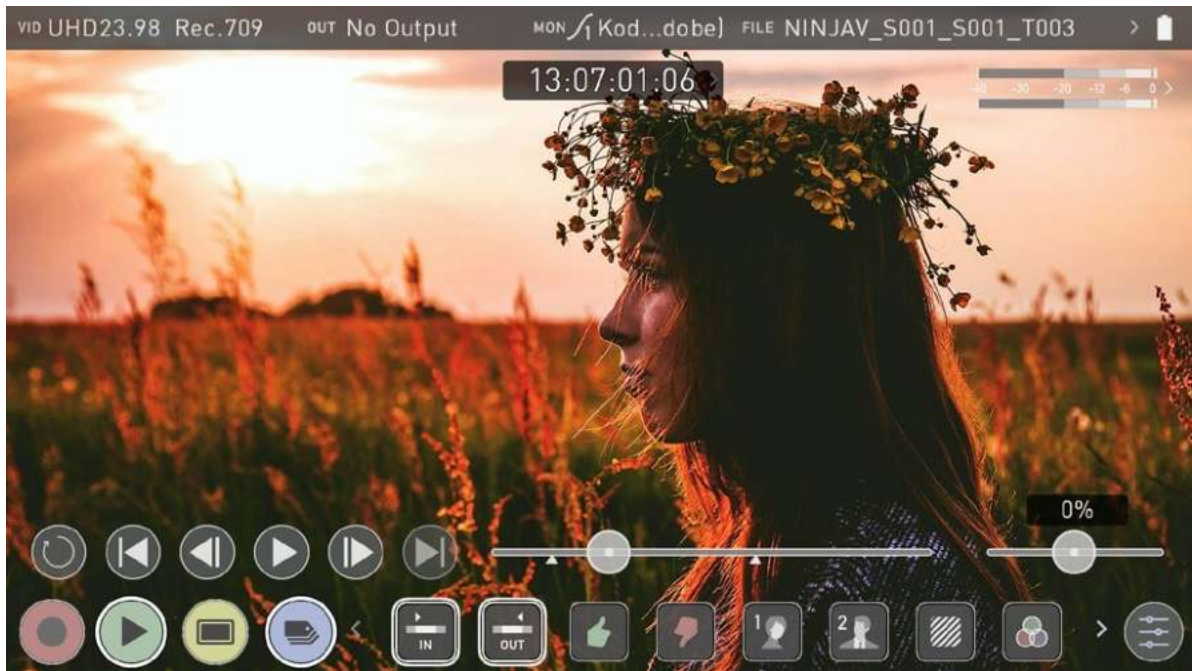 VID UHD23.98 Rec.709 OUT No Output MON 1 Kod...dobe) FILE NINJAV_S001_S001_T003 >
13:07:01:06
-40 -30 -20 -12 -6 0 >
0%
IN OUT 1 2